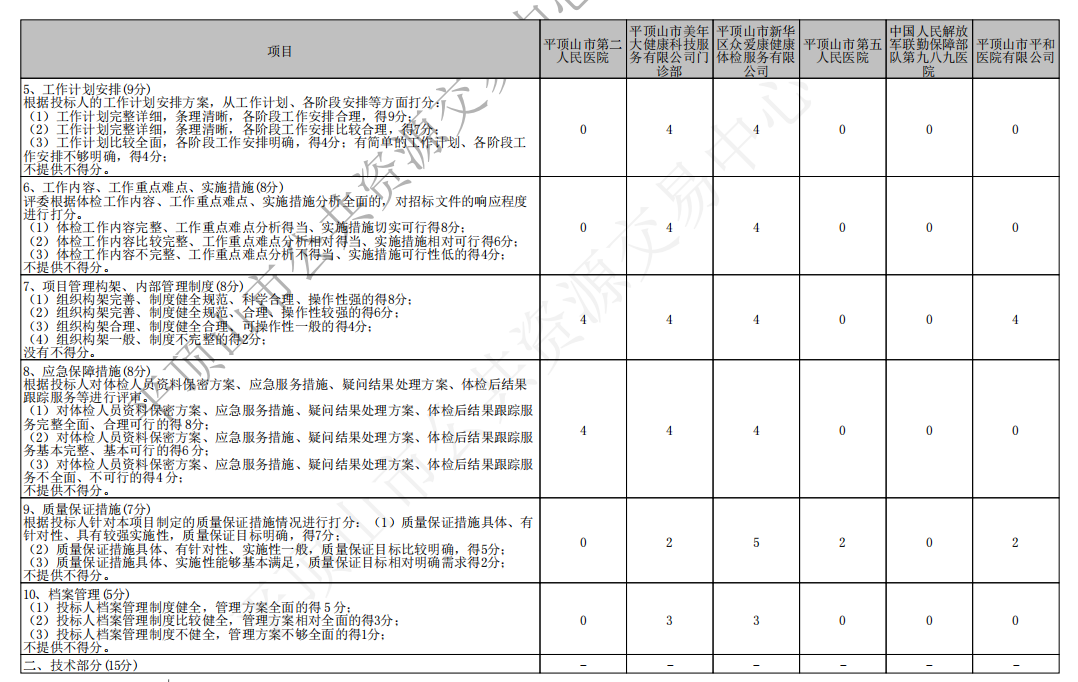 项目
平顶山市第二
人民医院
平顶山市美年
大健康科技服
务有限公司门
诊部
平顶山市新华
区众爱康健康
体检服务有限
公司
平顶山市第五
人民医院
中国人民解放
军联勤保障部
队第九八九医
院
平顶山市平和
医院有限公司
5、工作计划安排(9分)
根据投标人的工作计划安排方案，从工作计划、各阶段安排等方面打分：
（1）工作计划完整详细，条理清晰，各阶段工作安排合理，得9分；
（2）工作计划完整详细，条理清晰，各阶段工作安排比较合理，得7分；
（3）工作计划比较全面，各阶段工作安排明确，得4分；有简单的工作计划、各阶段工
作安排不够明确，得4分；
不提供不得分。
0 4 4 0 0 0
6、工作内容、工作重点难点、实施措施(8分)
评委根据体检工作内容、工作重点难点、实施措施分析全面的，对招标文件的响应程度
进行打分。
（1）体检工作内容完整、工作重点难点分析得当、实施措施切实可行得8分；
（2）体检工作内容比较完整、工作重点难点分析相对得当、实施措施相对可行得6分；
（3）体检工作内容不完整、工作重点难点分析不得当、实施措施可行性低的得4分；
不提供不得分。
0 4 4 0 0 0
7、项目管理构架、内部管理制度(8分)
（1）组织构架完善、制度健全规范、科学合理、操作性强的得8分；
（2）组织构架完善、制度健全规范、合理、操作性较强的得6分；
（3）组织构架合理、制度健全合理、可操作性一般的得4分；
（4）组织构架一般、制度不完整的得2分；
没有不得分。
4 4 4 0 0 4
8、应急保障措施(8分)
根据投标人对体检人员资料保密方案、应急服务措施、疑问结果处理方案、体检后结果
跟踪服务等进行评审。
（1）对体检人员资料保密方案、应急服务措施、疑问结果处理方案、体检后结果跟踪服
务完整全面、合理可行的得 8分；
（2）对体检人员资料保密方案、应急服务措施、疑问结果处理方案、体检后结果跟踪服
务基本完整、基本可行的得6 分；
（3）对体检人员资料保密方案、应急服务措施、疑问结果处理方案、体检后结果跟踪服
务不全面、不可行的得4 分；
不提供不得分。
4 4 4 0 0 0
9、质量保证措施(7分)
根据投标人针对本项目制定的质量保证措施情况进行打分：（1）质量保证措施具体、有
针对性、具有较强实施性，质量保证目标明确，得7分；
（2）质量保证措施具体、有针对性、实施性一般，质量保证目标比较明确，得5分；
（3）质量保证措施具体、实施性能够基本满足，质量保证目标相对明确需求得2分；
不提供不得分。
0 2 5 2 0 2
10、档案管理(5分)
（1）投标人档案管理制度健全，管理方案全面的得 5 分；
（2）投标人档案管理制度比较健全，管理方案相对全面的得3分；
（3）投标人档案管理制度不健全，管理方案不够全面的得1分；
不提供不得分。
0 3 3 0 0 0
二、技术部分(15分)
- - - - - -
平顶山市公共资源交易中心
平顶山市公共资源交易中心